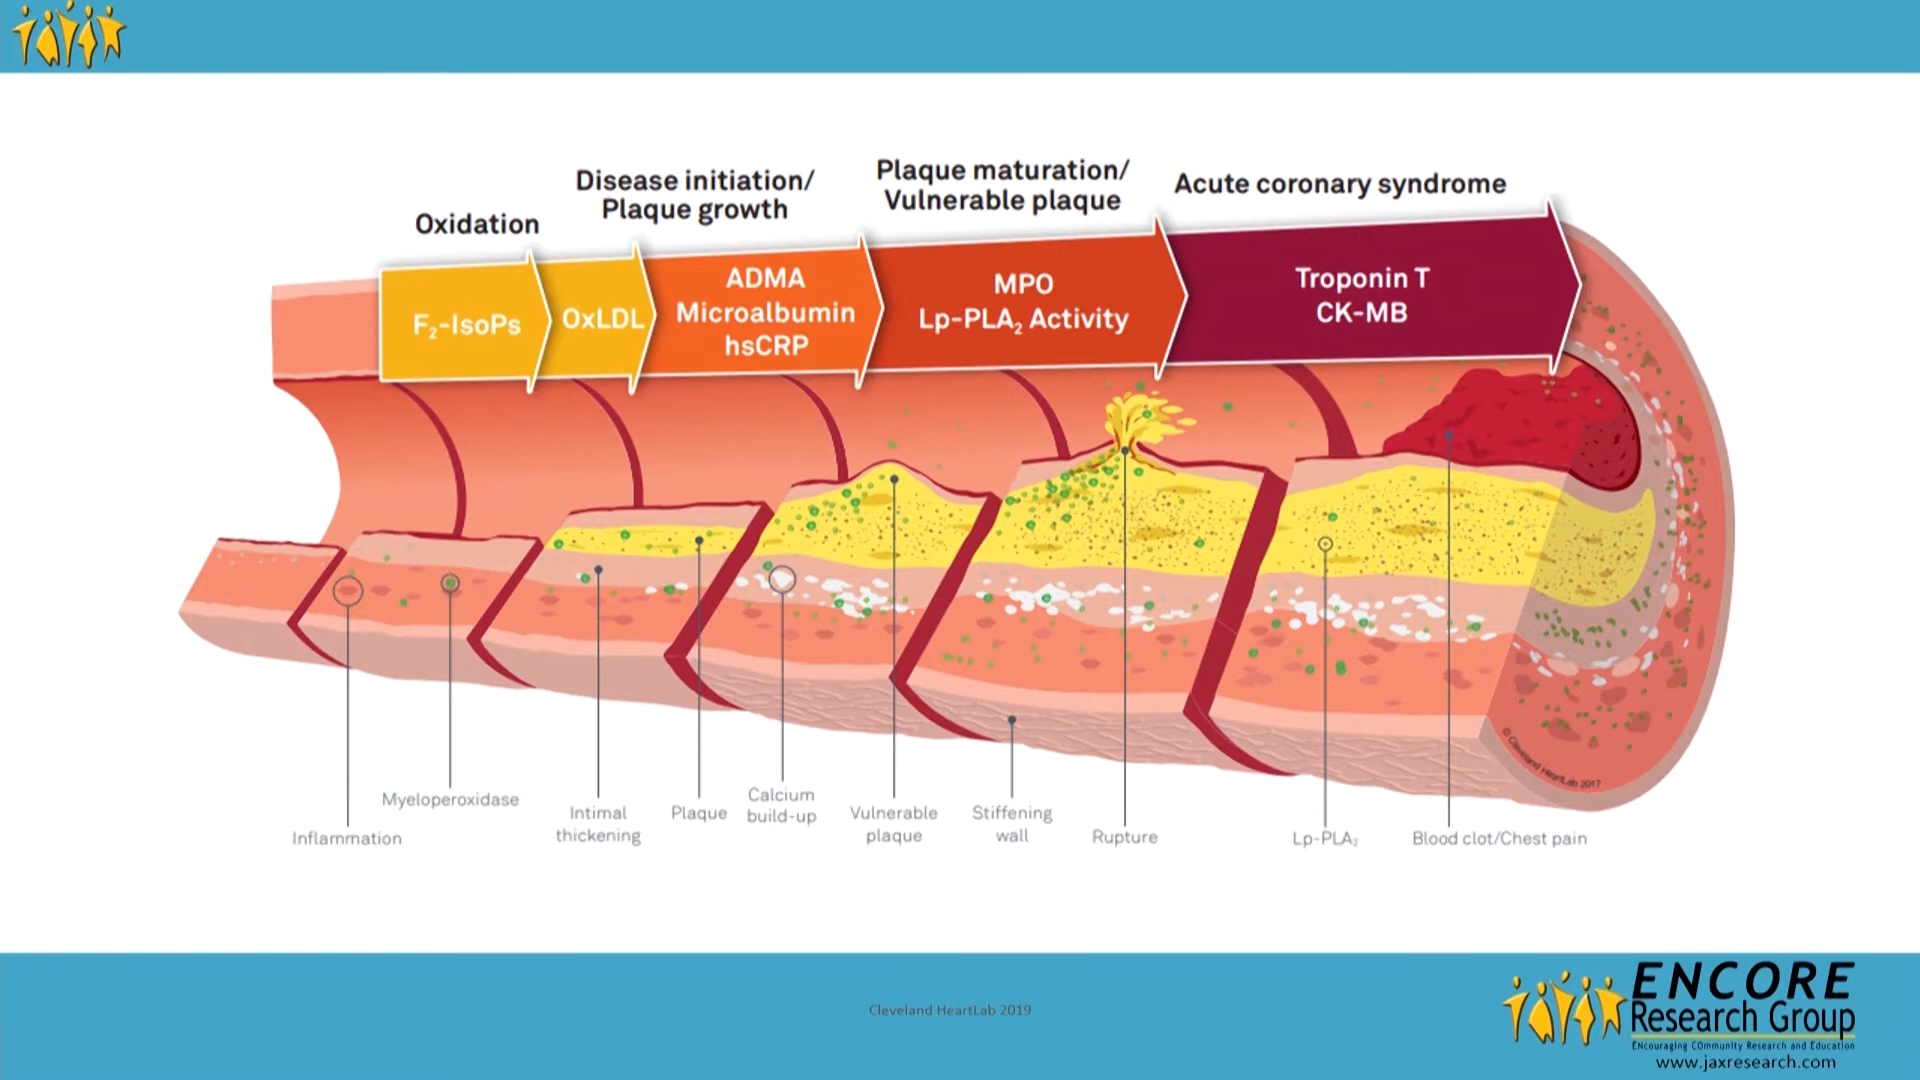 Oxidation
Disease initiation/
Plaque growth
Plaque maturation/
Vulnerable plaque
Acute coronary syndrome
F₂-IsoPs
OxLDL
ADMA
Microalbumin
hsCRP
MPO
Lp-PLA₂ Activity
Troponin T
CK-MB
Inflammation
Myeloperoxidase
Intimal
thickening
Plaque
Calcium
build-up
Vulnerable
plaque
Stiffening
wall
Rupture
Lp-PLA₂
Blood clot/Chest pain
© Cleveland HeartLab 2017
Cleveland HeartLab 2019
ENCORE
Research Group
ENcouraging COmmunity Research and Education
www.jaxresearch.com